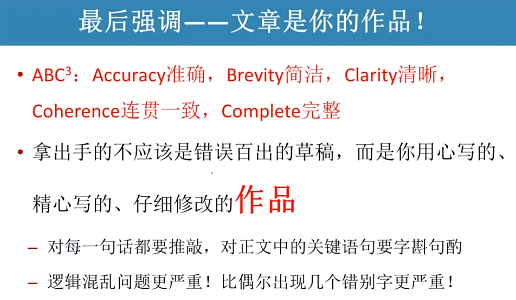 最后强调——文章是你的作品！
• ABC³：Accuracy准确，Brevity简洁，Clarity清晰，
Coherence连贯一致，Complete完整
• 拿出手的不应该是错误百出的草稿，而是你用心写的、
精心写的、仔细修改的作品
– 对每一句话都要推敲，对正文中的关键语句要字斟句酌
– 逻辑混乱问题更严重！比偶尔出现几个错别字更严重！